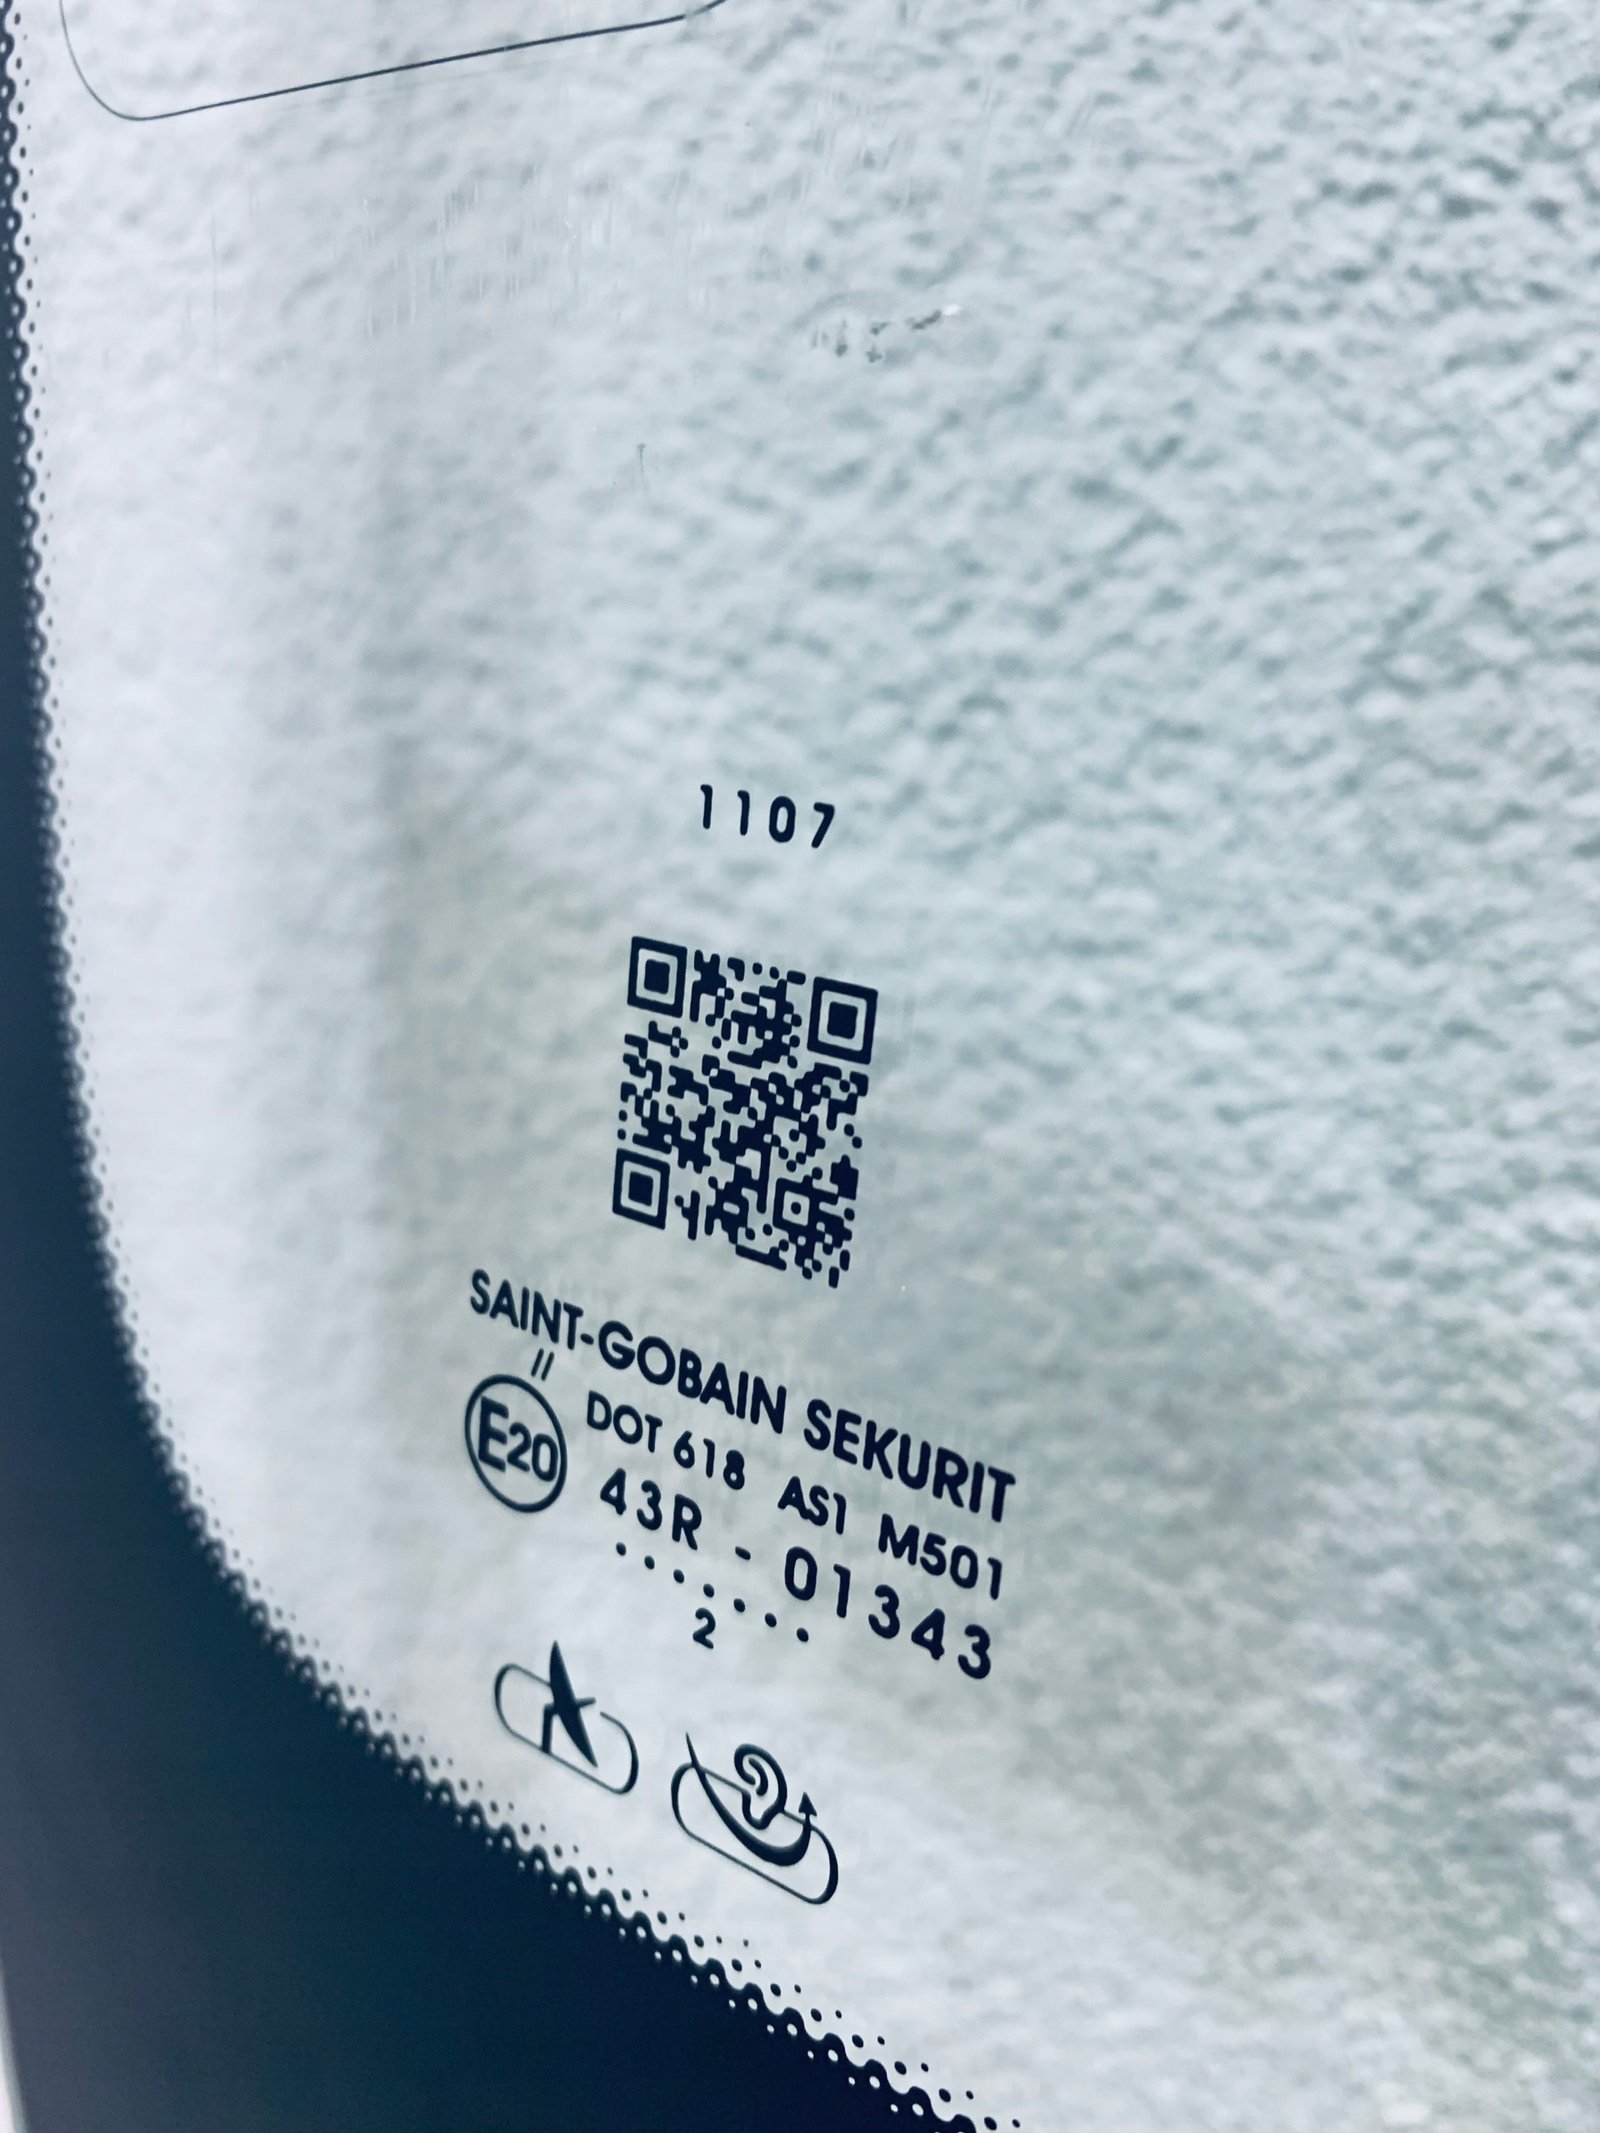 1107
SAINT-GOBAIN SEKURIT
//
E20 DOT 618 AS1 M501
43R - 01343
.......
2